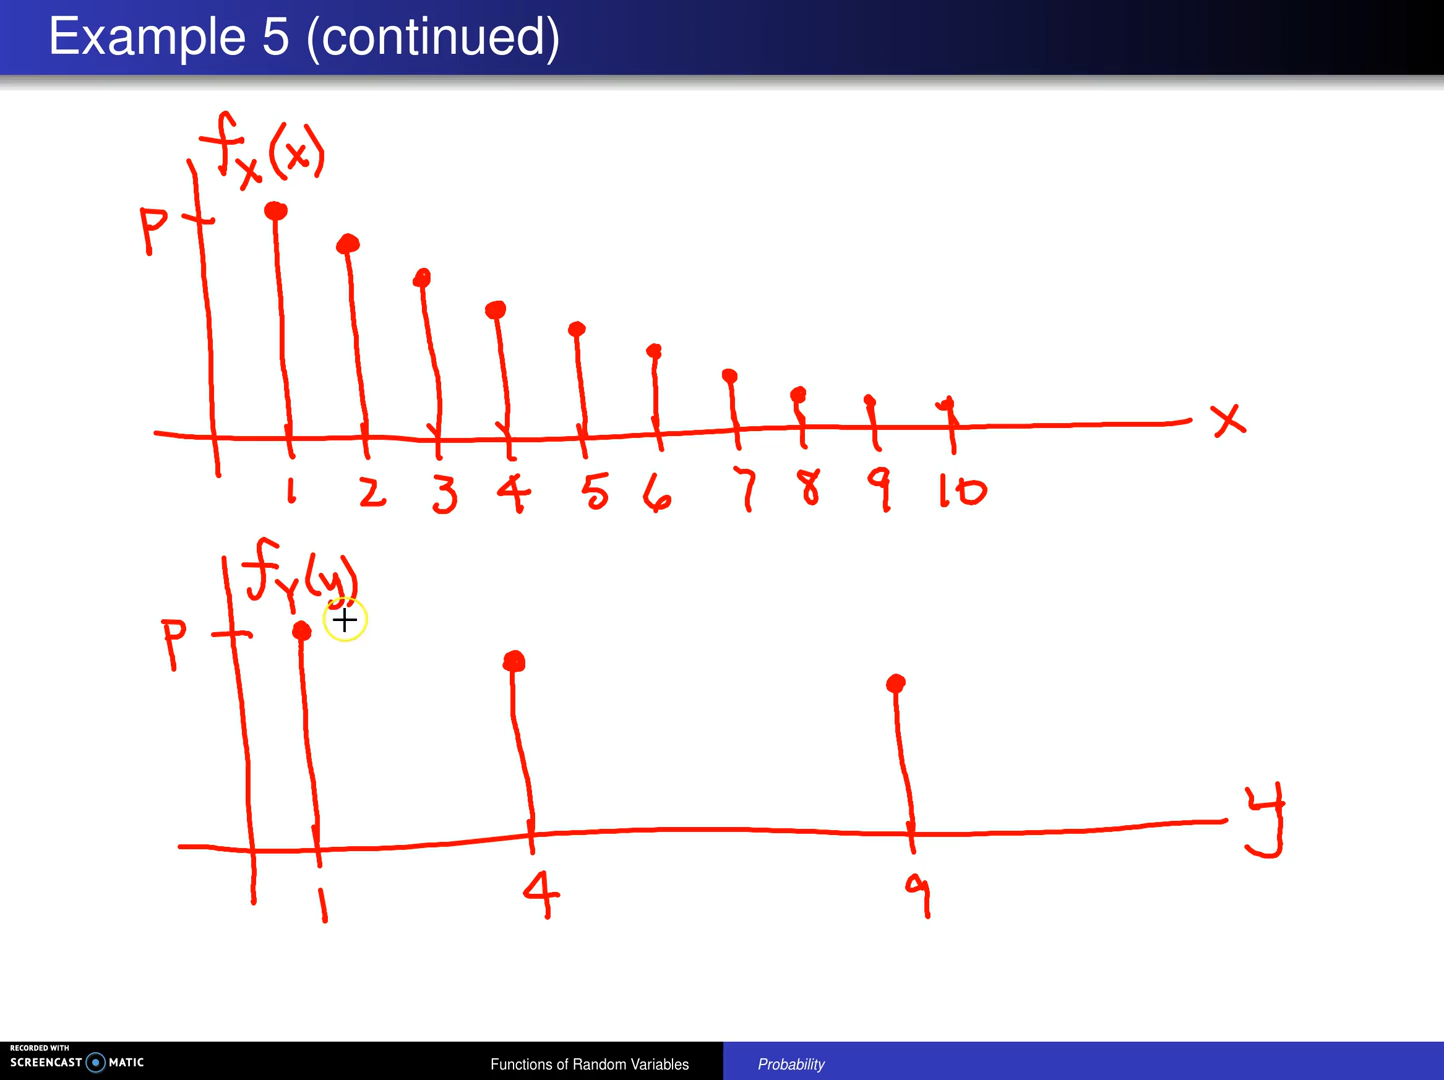 Example 5 (continued)
fX(x)
P
x
1 2 3 4 5 6 7 8 9 10
fY(y)
P
y
1 4 9
RECORDED WITH
SCREENCAST MATIC
Functions of Random Variables Probability